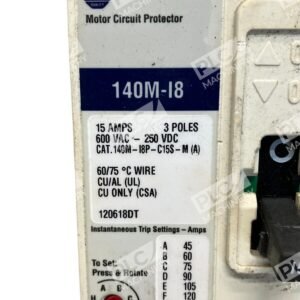 Motor Circuit Protector
140M-I8
15 AMPS 3 POLES
600 VAC ~ 250 VDC
CAT.140M-I8P-C15S-M (A)
60/75 °C WIRE
CU/AL (UL)
CU ONLY (CSA)
120618DT
Instantaneous Trip Settings - Amps
A 45
B 60
To Set: C 75
Press & Rotate D 90
E 105
A G F 120